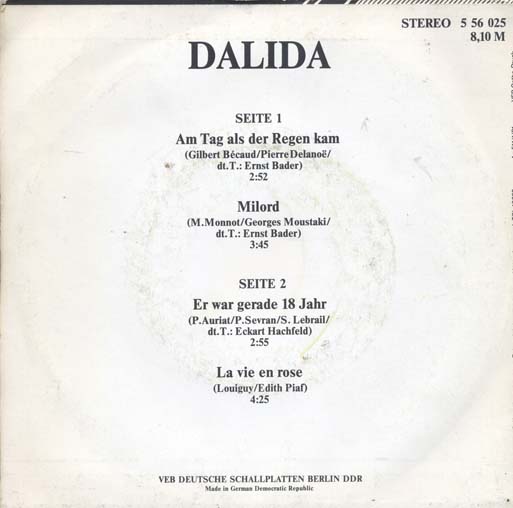 STEREO 5 56 025
8,10 M
DALIDA
SEITE 1
Am Tag als der Regen kam
(Gilbert Bécaud/Pierre Delanoë/
dt.T.: Ernst Bader)
2:52
Milord
(M.Monnot/Georges Moustaki/
dt.T.: Ernst Bader)
3:45
SEITE 2
Er war gerade 18 Jahr
(P.Auriat/P.Sevran/S. Lebrail/
dt.T.: Eckart Hachfeld)
2:55
La vie en rose
(Louiguy/Edith Piaf)
4:25
VEB DEUTSCHE SCHALLPLATTEN BERLIN DDR
Made in German Democratic Republic